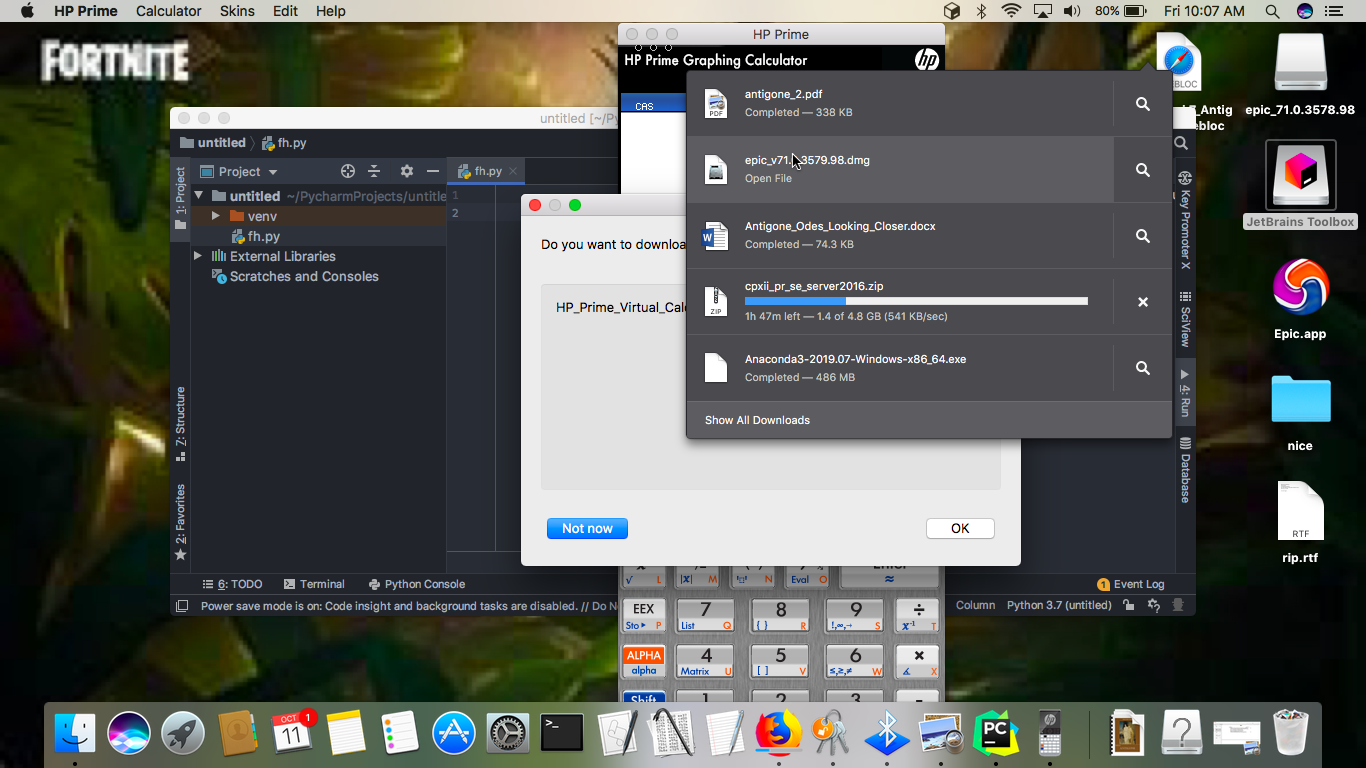 HP Prime Calculator Skins Edit Help
80% Fri 10:07 AM
FORTNITE
HP Prime
HP Prime Graphing Calculator
hp
CAS
antigone_2.pdf
Completed — 338 KB
PDF
epic_v71.0.3579.98.dmg
Open File
Antigone_Odes_Looking_Closer.docx
Completed — 74.3 KB
W
cpxii_pr_se_server2016.zip
1h 47m left — 1.4 of 4.8 GB (541 KB/sec)
ZIP
Anaconda3-2019.07-Windows-x86_64.exe
Completed — 486 MB
Show All Downloads
untitled [~/Py
untitled fh.py
1: Project
Project
fh.py
untitled ~/PycharmProjects/untitle
venv
fh.py
External Libraries
Scratches and Consoles
1
2
7: Structure
2: Favorites
Do you want to downloa
HP_Prime_Virtual_Calc
Not now
OK
Key Promoter X
SciView
4: Run
Database
6: TODO Terminal Python Console
1 Event Log
Power save mode is on: Code insight and background tasks are disabled. // Do N
Column Python 3.7 (untitled)
√ L |x| M N Eval O ≈
EEX 7 8 9 ÷
Sto▸ P List Q { } R !,∞,→ S x⁻¹ T
ALPHA 4 5 6 ×
alpha Matrix U [ ] V ≤,≥,≠ W ∡ X
Shift 1 2 3 -
BLOC
_Antig
ebloc
epic_71.0.3578.98
JetBrains Toolbox
Epic.app
nice
RTF
rip.rtf
OCT
11
1
>_
PC
?